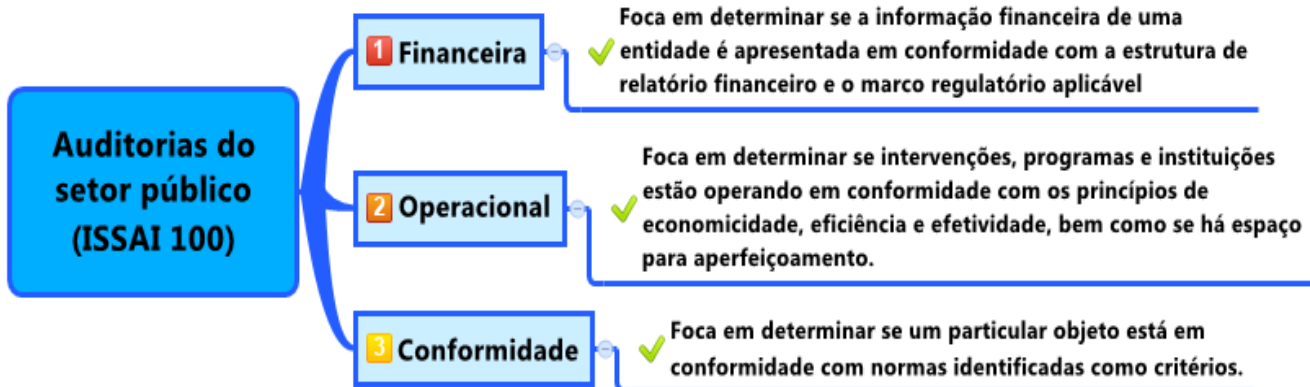 Auditorias do
setor público
(ISSAI 100)
1 Financeira
Foca em determinar se a informação financeira de uma
entidade é apresentada em conformidade com a estrutura de
relatório financeiro e o marco regulatório aplicável
2 Operacional
Foca em determinar se intervenções, programas e instituições
estão operando em conformidade com os princípios de
economicidade, eficiência e efetividade, bem como se há espaço
para aperfeiçoamento.
3 Conformidade
Foca em determinar se um particular objeto está em
conformidade com normas identificadas como critérios.